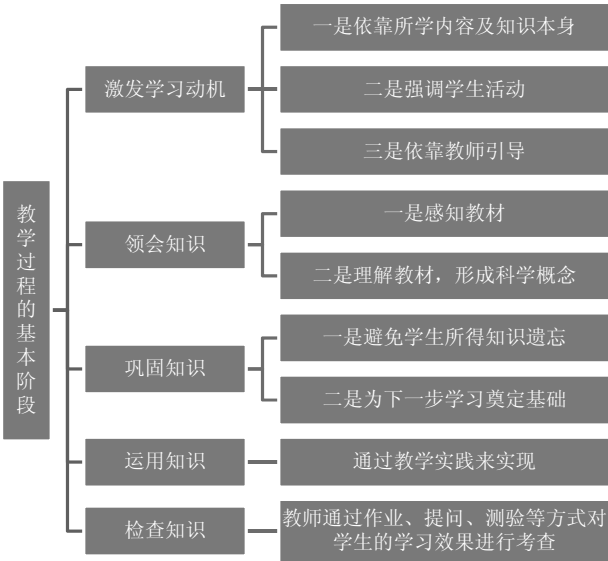 教学过程的基本阶段
激发学习动机
一是依靠所学内容及知识本身
二是强调学生活动
三是依靠教师引导
领会知识
一是感知教材
二是理解教材，形成科学概念
巩固知识
一是避免学生所得知识遗忘
二是为下一步学习奠定基础
运用知识
通过教学实践来实现
检查知识
教师通过作业、提问、测验等方式对
学生的学习效果进行考查